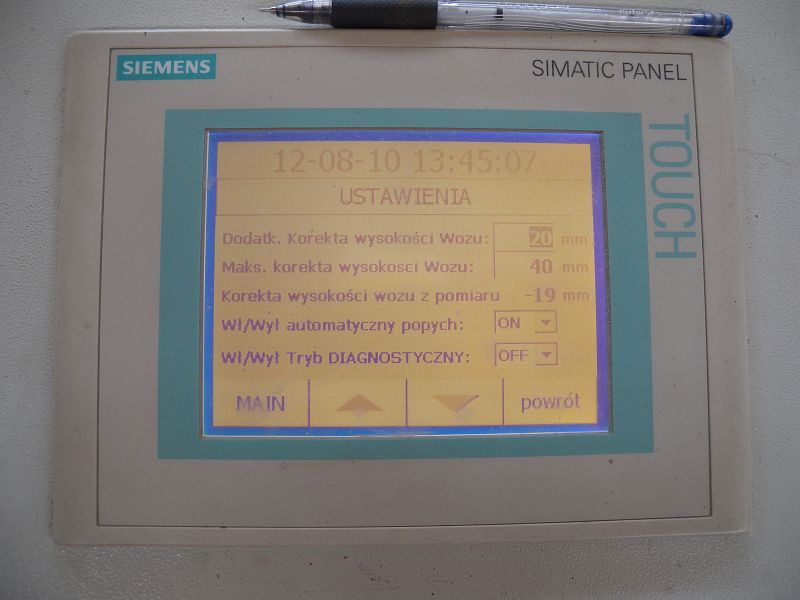 SIEMENS
SIMATIC PANEL
TOUCH
12-08-10 13:45:07
USTAWIENIA
Dodatk. Korekta wysokości Wozu: 20 mm
Maks. korekta wysokosci Wozu: 40 mm
Korekta wysokości wozu z pomiaru -19 mm
Wł/Wył automatyczny popych: ON
Wł/Wył Tryb DIAGNOSTYCZNY: OFF
MAIN powrót